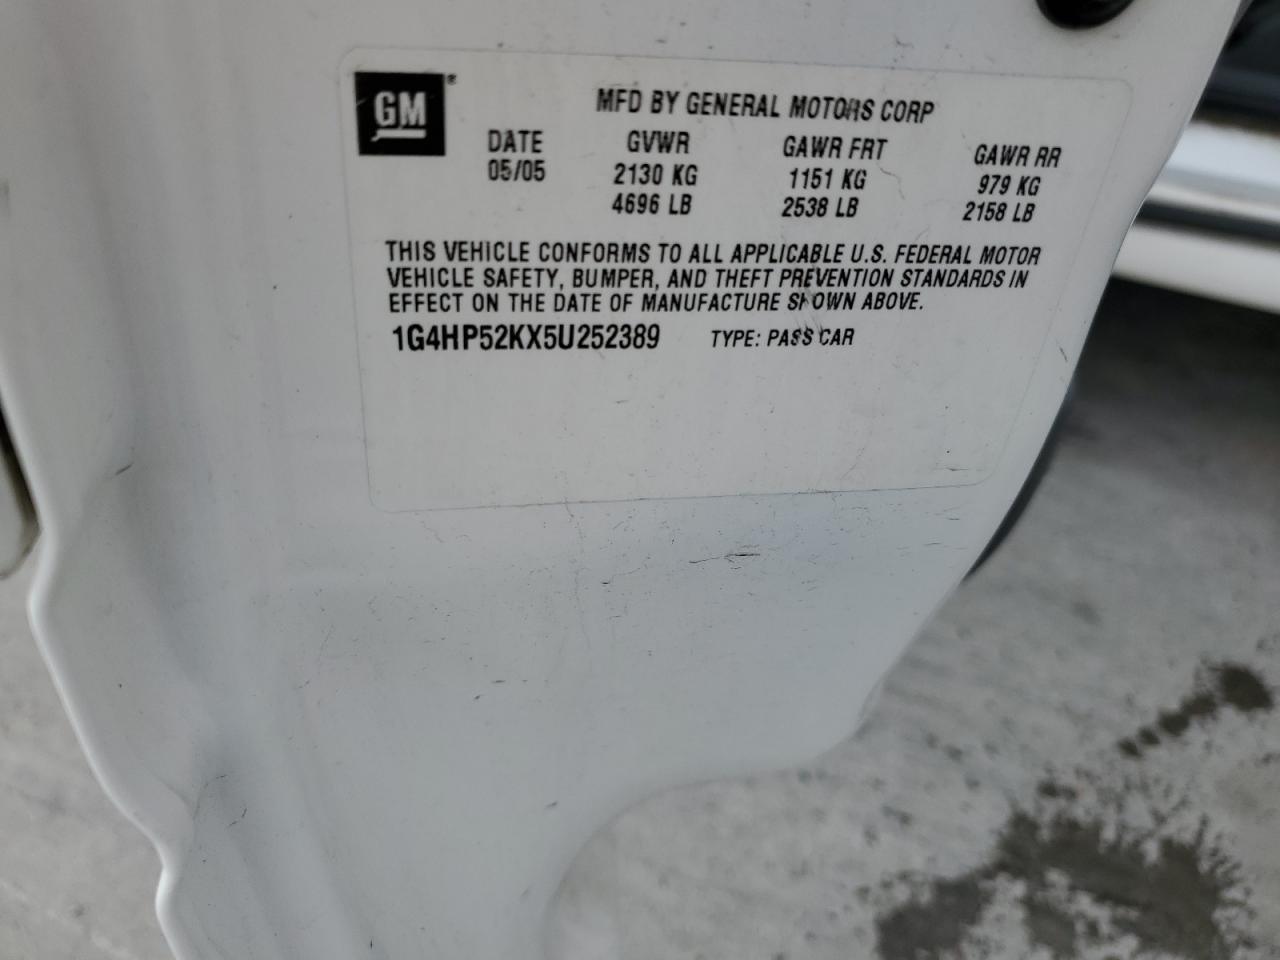 GM®
MFD BY GENERAL MOTORS CORP
DATE GVWR GAWR FRT GAWR RR
05/05 2130 KG 1151 KG 979 KG
4696 LB 2538 LB 2158 LB
THIS VEHICLE CONFORMS TO ALL APPLICABLE U.S. FEDERAL MOTOR
VEHICLE SAFETY, BUMPER, AND THEFT PREVENTION STANDARDS IN
EFFECT ON THE DATE OF MANUFACTURE SHOWN ABOVE.
1G4HP52KX5U252389 TYPE: PASS CAR